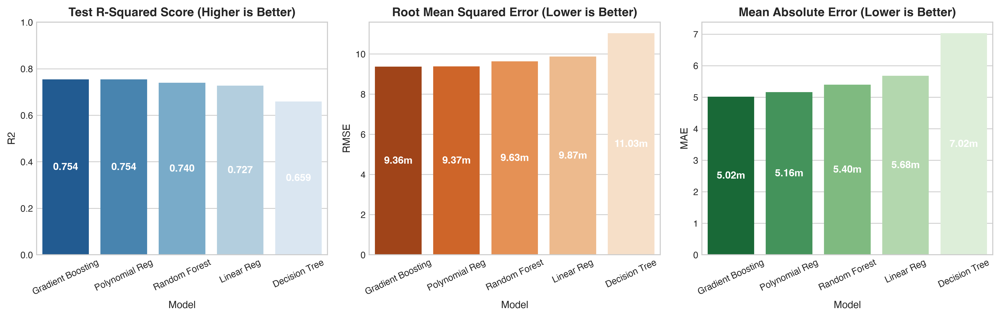 Test R-Squared Score (Higher is Better)
R2
1.0
0.8
0.6
0.4
0.2
0.0
0.754
0.754
0.740
0.727
0.659
Gradient Boosting
Polynomial Reg
Random Forest
Linear Reg
Decision Tree
Model
Root Mean Squared Error (Lower is Better)
RMSE
10
8
6
4
2
0
9.36m
9.37m
9.63m
9.87m
11.03m
Gradient Boosting
Polynomial Reg
Random Forest
Linear Reg
Decision Tree
Model
Mean Absolute Error (Lower is Better)
MAE
7
6
5
4
3
2
1
0
5.02m
5.16m
5.40m
5.68m
7.02m
Gradient Boosting
Polynomial Reg
Random Forest
Linear Reg
Decision Tree
Model